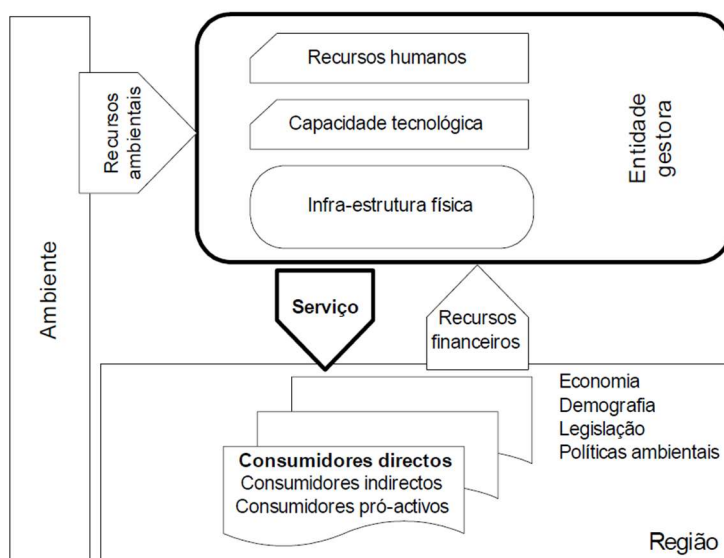 Recursos humanos
Capacidade tecnológica
Infra-estrutura física
Entidade
gestora
Recursos
ambientais
Ambiente
Serviço
Recursos
financeiros
Economia
Demografia
Legislação
Políticas ambientais
Consumidores directos
Consumidores indirectos
Consumidores pró-activos
Região